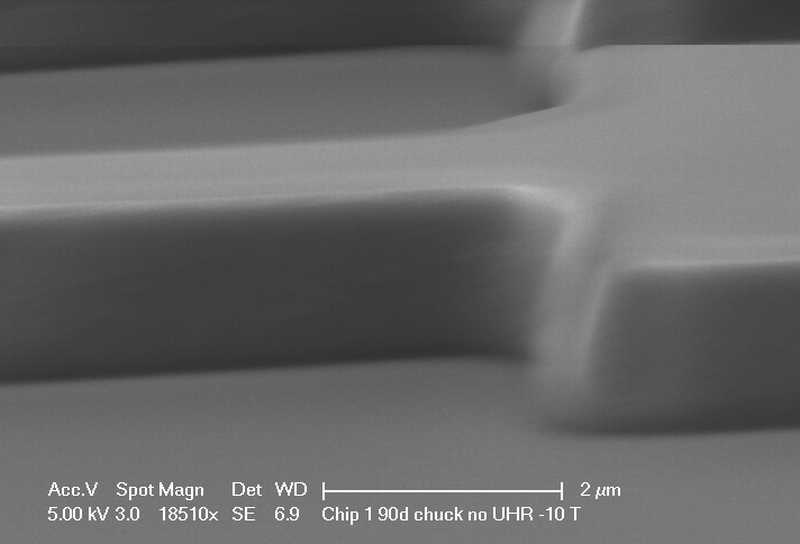 Acc.V Spot Magn Det WD 2 µm
5.00 kV 3.0 18510x SE 6.9 Chip 1 90d chuck no UHR -10 T